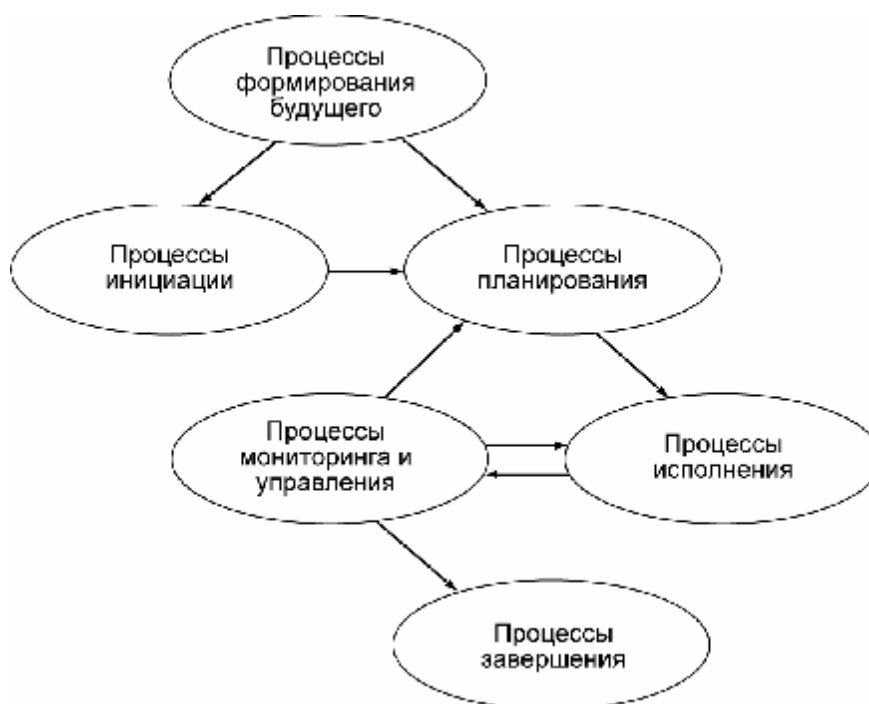 Процессы
формирования
будущего
Процессы
инициации
Процессы
планирования
Процессы
мониторинга и
управления
Процессы
исполнения
Процессы
завершения